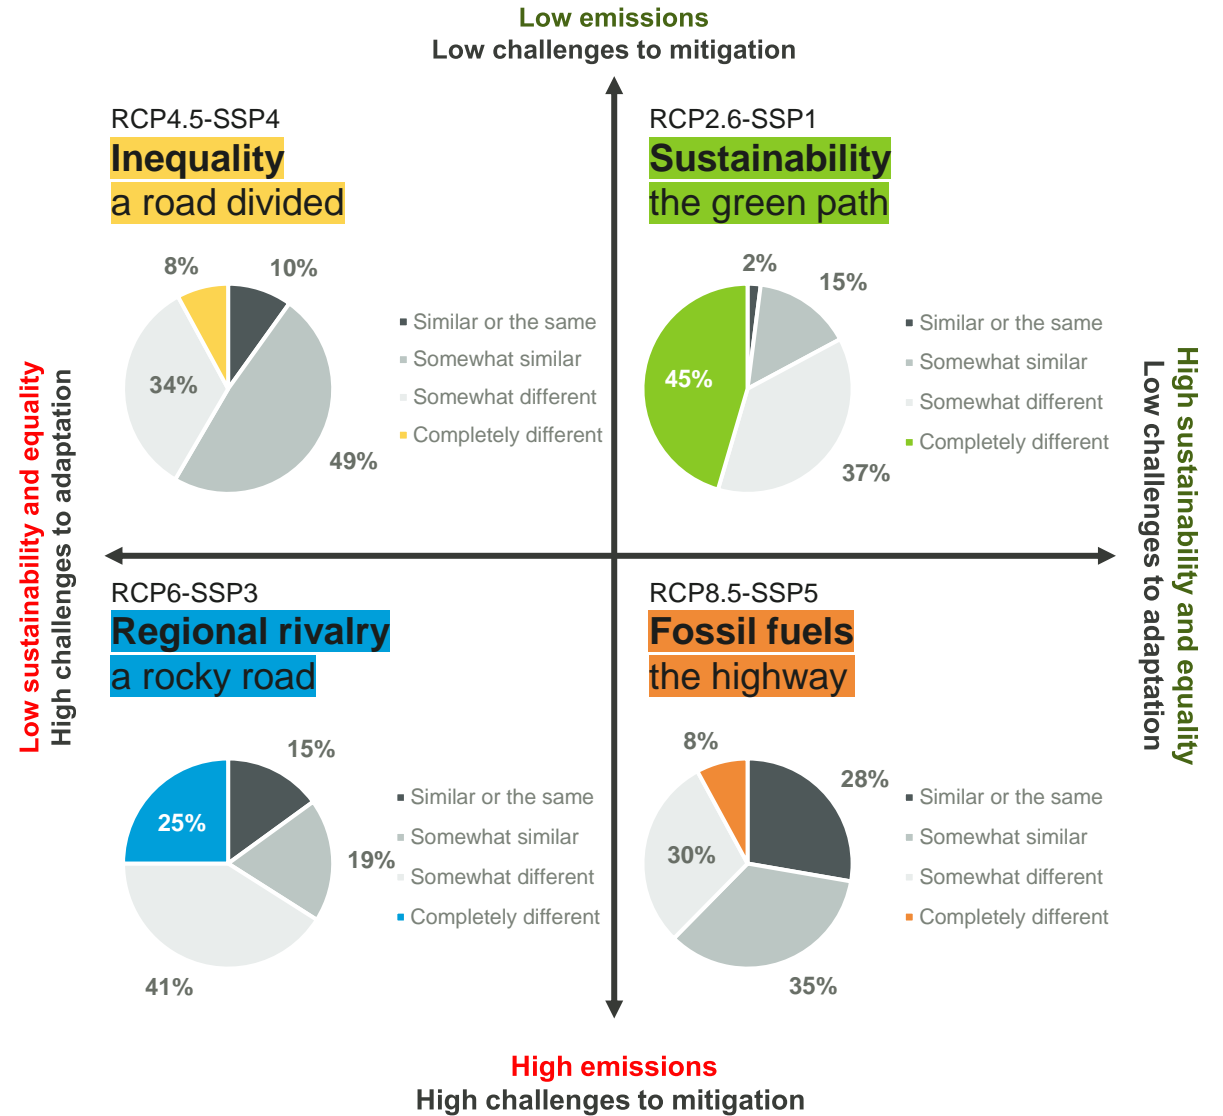 Low emissions
Low challenges to mitigation
RCP4.5-SSP4
Inequality
a road divided
8%
10%
34%
49%
Similar or the same
Somewhat similar
Somewhat different
Completely different
RCP2.6-SSP1
Sustainability
the green path
2%
15%
45%
37%
Similar or the same
Somewhat similar
Somewhat different
Completely different
Low sustainability and equality
High challenges to adaptation
High sustainability and equality
Low challenges to adaptation
RCP6-SSP3
Regional rivalry
a rocky road
15%
25%
19%
41%
Similar or the same
Somewhat similar
Somewhat different
Completely different
RCP8.5-SSP5
Fossil fuels
the highway
8%
28%
30%
35%
Similar or the same
Somewhat similar
Somewhat different
Completely different
High emissions
High challenges to mitigation